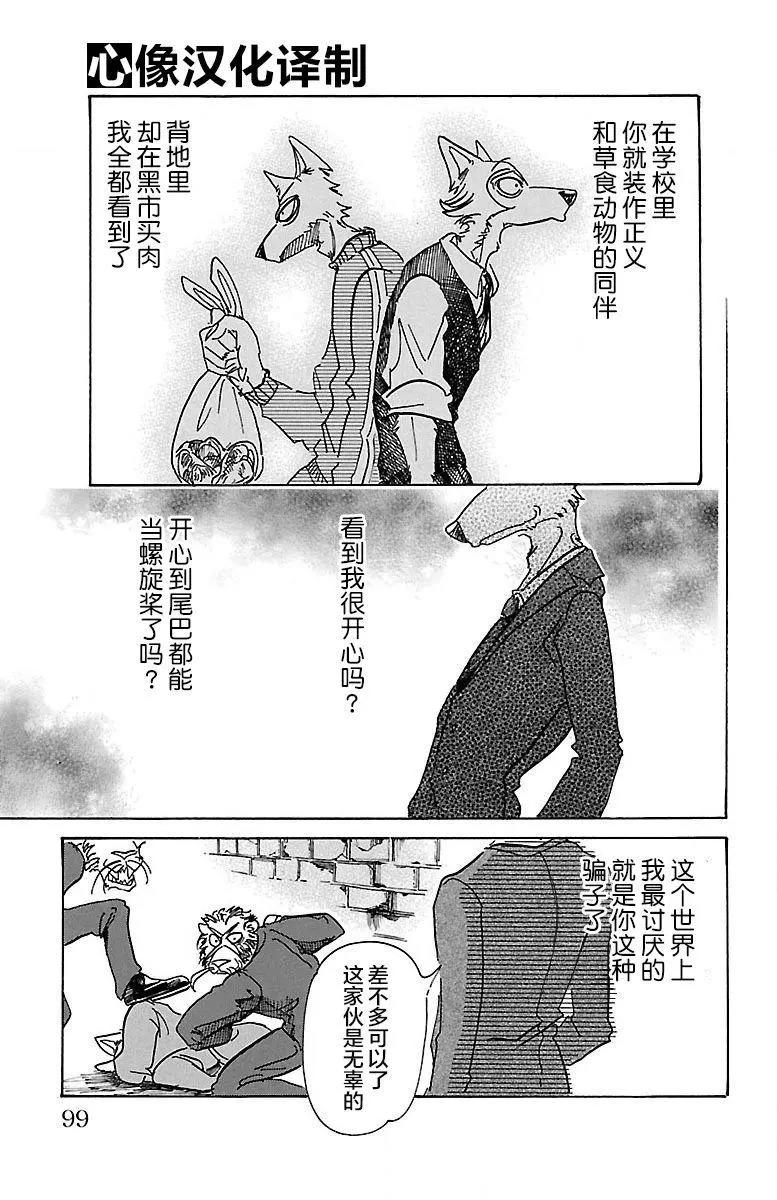 心像汉化译制
在学校里
你就装作正义
和草食动物的同伴
背地里
却在黑市买肉
我全都看到了
看到我很开心吗？
开心到尾巴都能
当螺旋桨了吗？
这个世界上
我最讨厌的
就是你这种
骗子了
差不多可以了
这家伙是无辜的
99